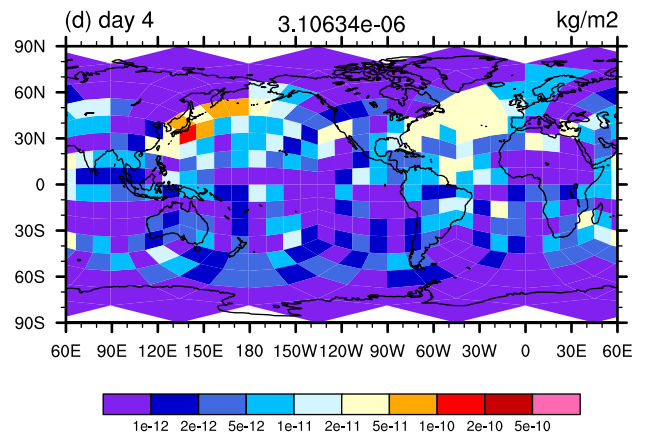 (d) day 4 3.10634e-06 kg/m2
90N
60N
30N
0
30S
60S
90S
60E 90E 120E 150E 180 150W 120W 90W 60W 30W 0 30E 60E
1e-12 2e-12 5e-12 1e-11 2e-11 5e-11 1e-10 2e-10 5e-10